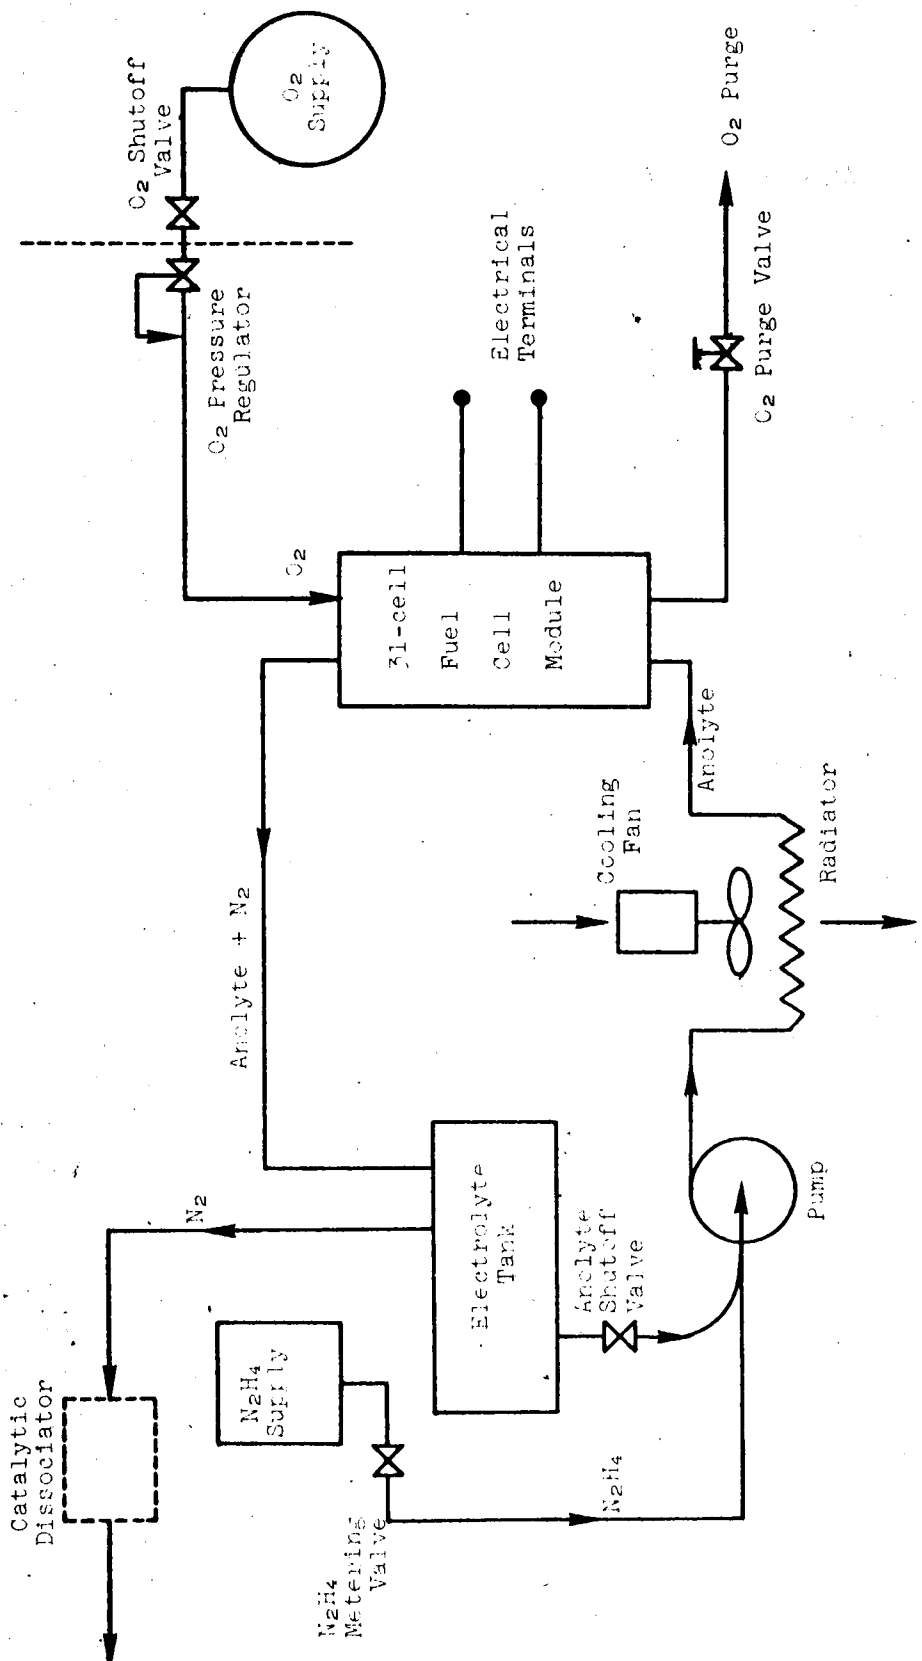 Catalytic
Dissociator
N2
N2H4
Supply
N2H4
Metering
Valve
N2H4
Electrolyte
Tank
Anolyte
Shutoff
Valve
Pump
Anolyte + N2
Cooling
Fan
Radiator
Anolyte
31-cell
Fuel
Cell
Module
O2
O2 Pressure
Regulator
O2 Shutoff
Valve
O2
Supply
Electrical
Terminals
O2 Purge Valve
O2 Purge